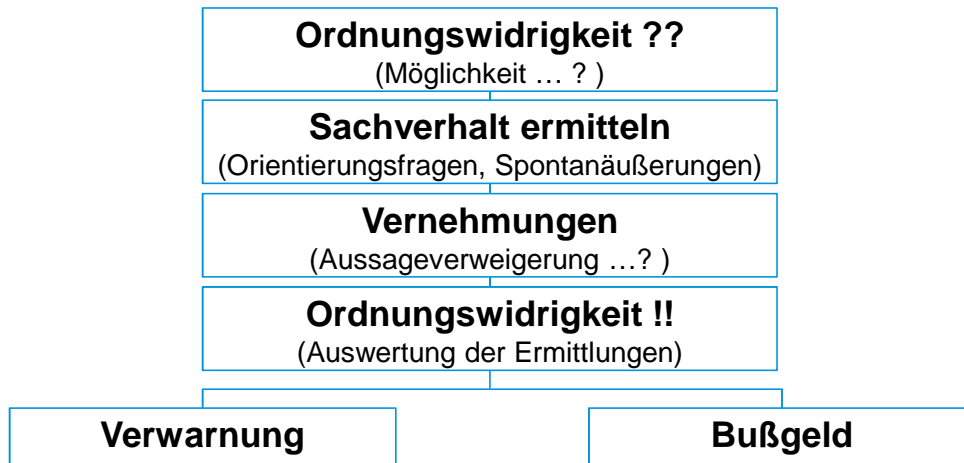 Ordnungswidrigkeit ??
(Möglichkeit … ? )
Sachverhalt ermitteln
(Orientierungsfragen, Spontanäußerungen)
Vernehmungen
(Aussageverweigerung …? )
Ordnungswidrigkeit !!
(Auswertung der Ermittlungen)
Verwarnung
Bußgeld